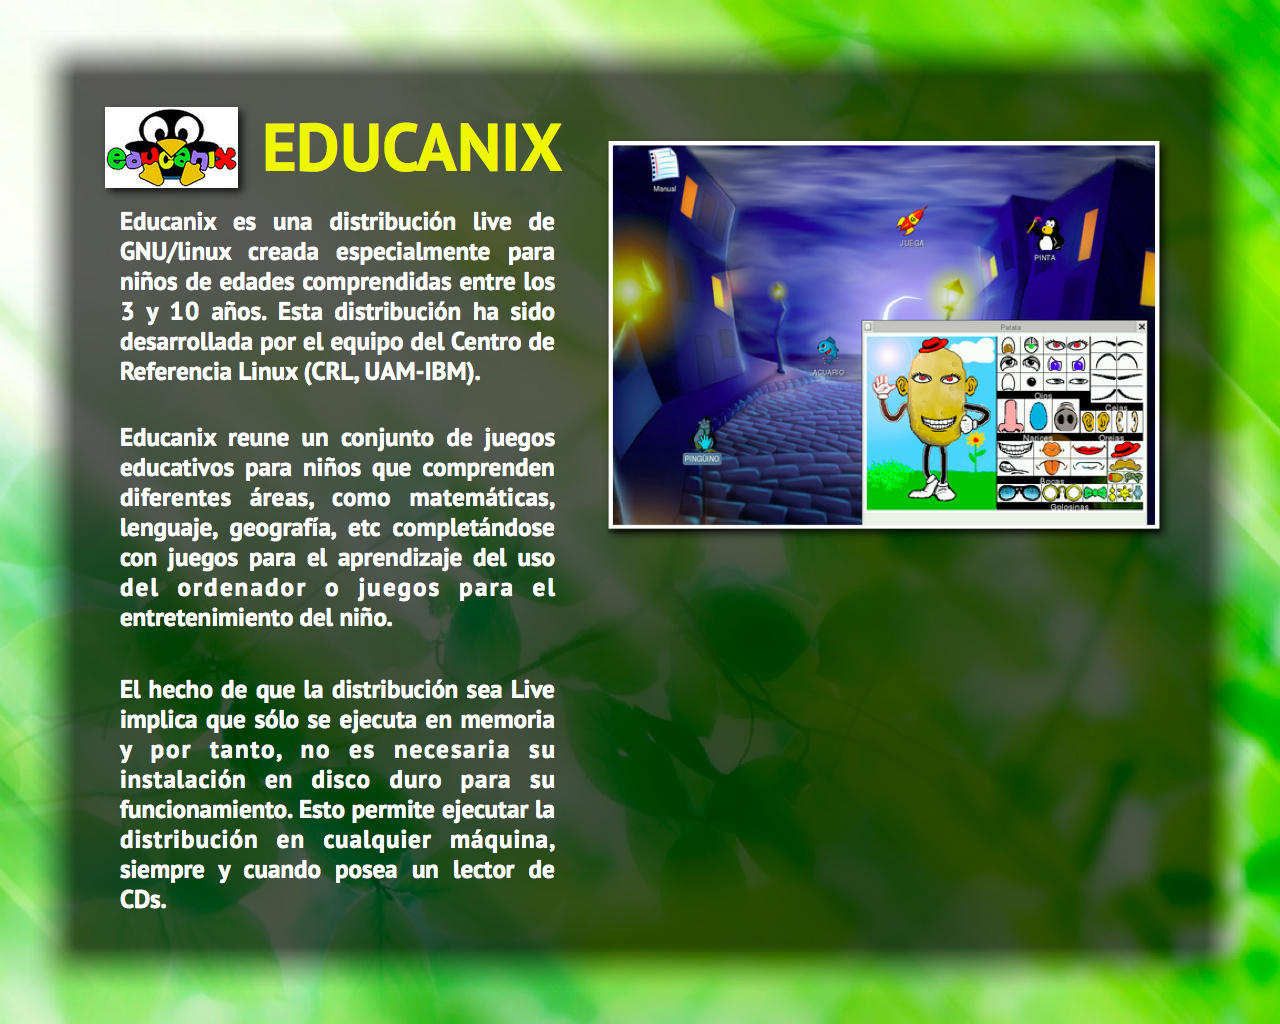 educanix
EDUCANIX
Educanix es una distribución live de
GNU/linux creada especialmente para
niños de edades comprendidas entre los
3 y 10 años. Esta distribución ha sido
desarrollada por el equipo del Centro de
Referencia Linux (CRL, UAM-IBM).
Educanix reune un conjunto de juegos
educativos para niños que comprenden
diferentes áreas, como matemáticas,
lenguaje, geografía, etc completándose
con juegos para el aprendizaje del uso
del ordenador o juegos para el
entretenimiento del niño.
El hecho de que la distribución sea Live
implica que sólo se ejecuta en memoria
y por tanto, no es necesaria su
instalación en disco duro para su
funcionamiento. Esto permite ejecutar la
distribución en cualquier máquina,
siempre y cuando posea un lector de
CDs.
Manual
JUEGA
PINTA
ACUARIO
PINGÜINO
Patata
Ojos
Cejas
Narices
Orejas
Bocas
Golosinas